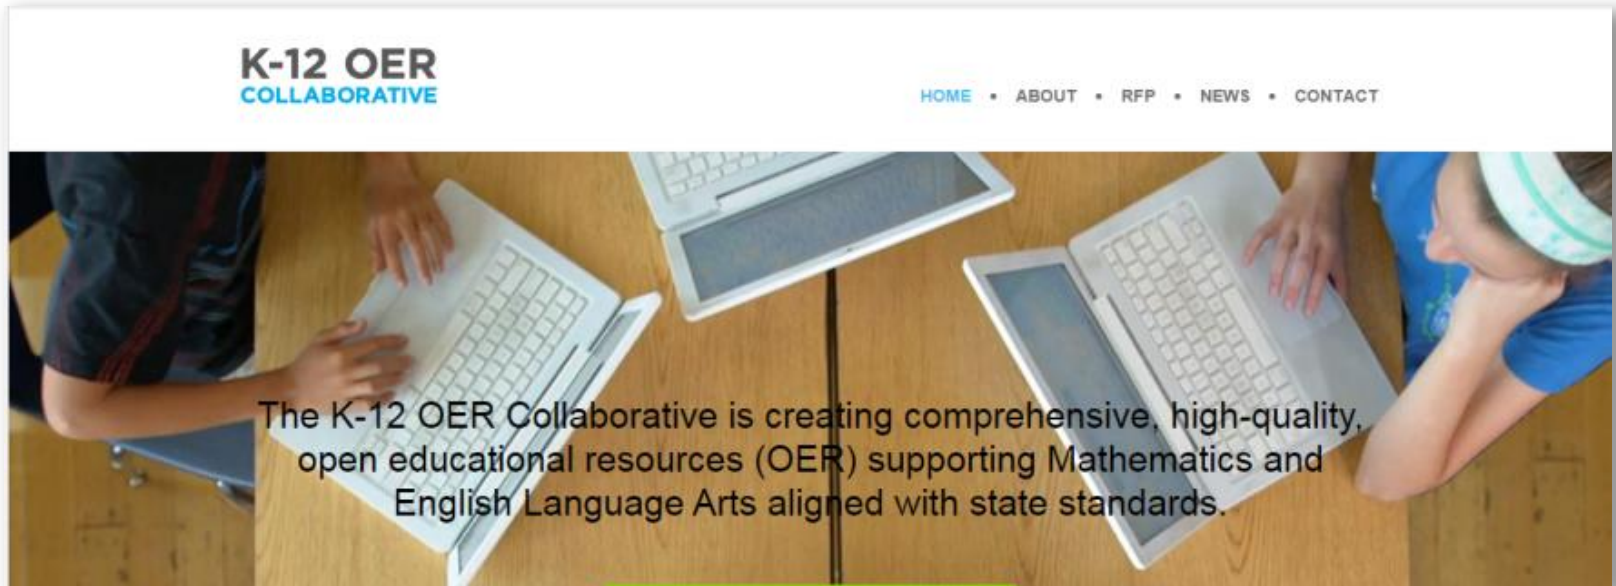 K-12 OER
COLLABORATIVE
HOME • ABOUT • RFP • NEWS • CONTACT
The K-12 OER Collaborative is creating comprehensive, high-quality,
open educational resources (OER) supporting Mathematics and
English Language Arts aligned with state standards.